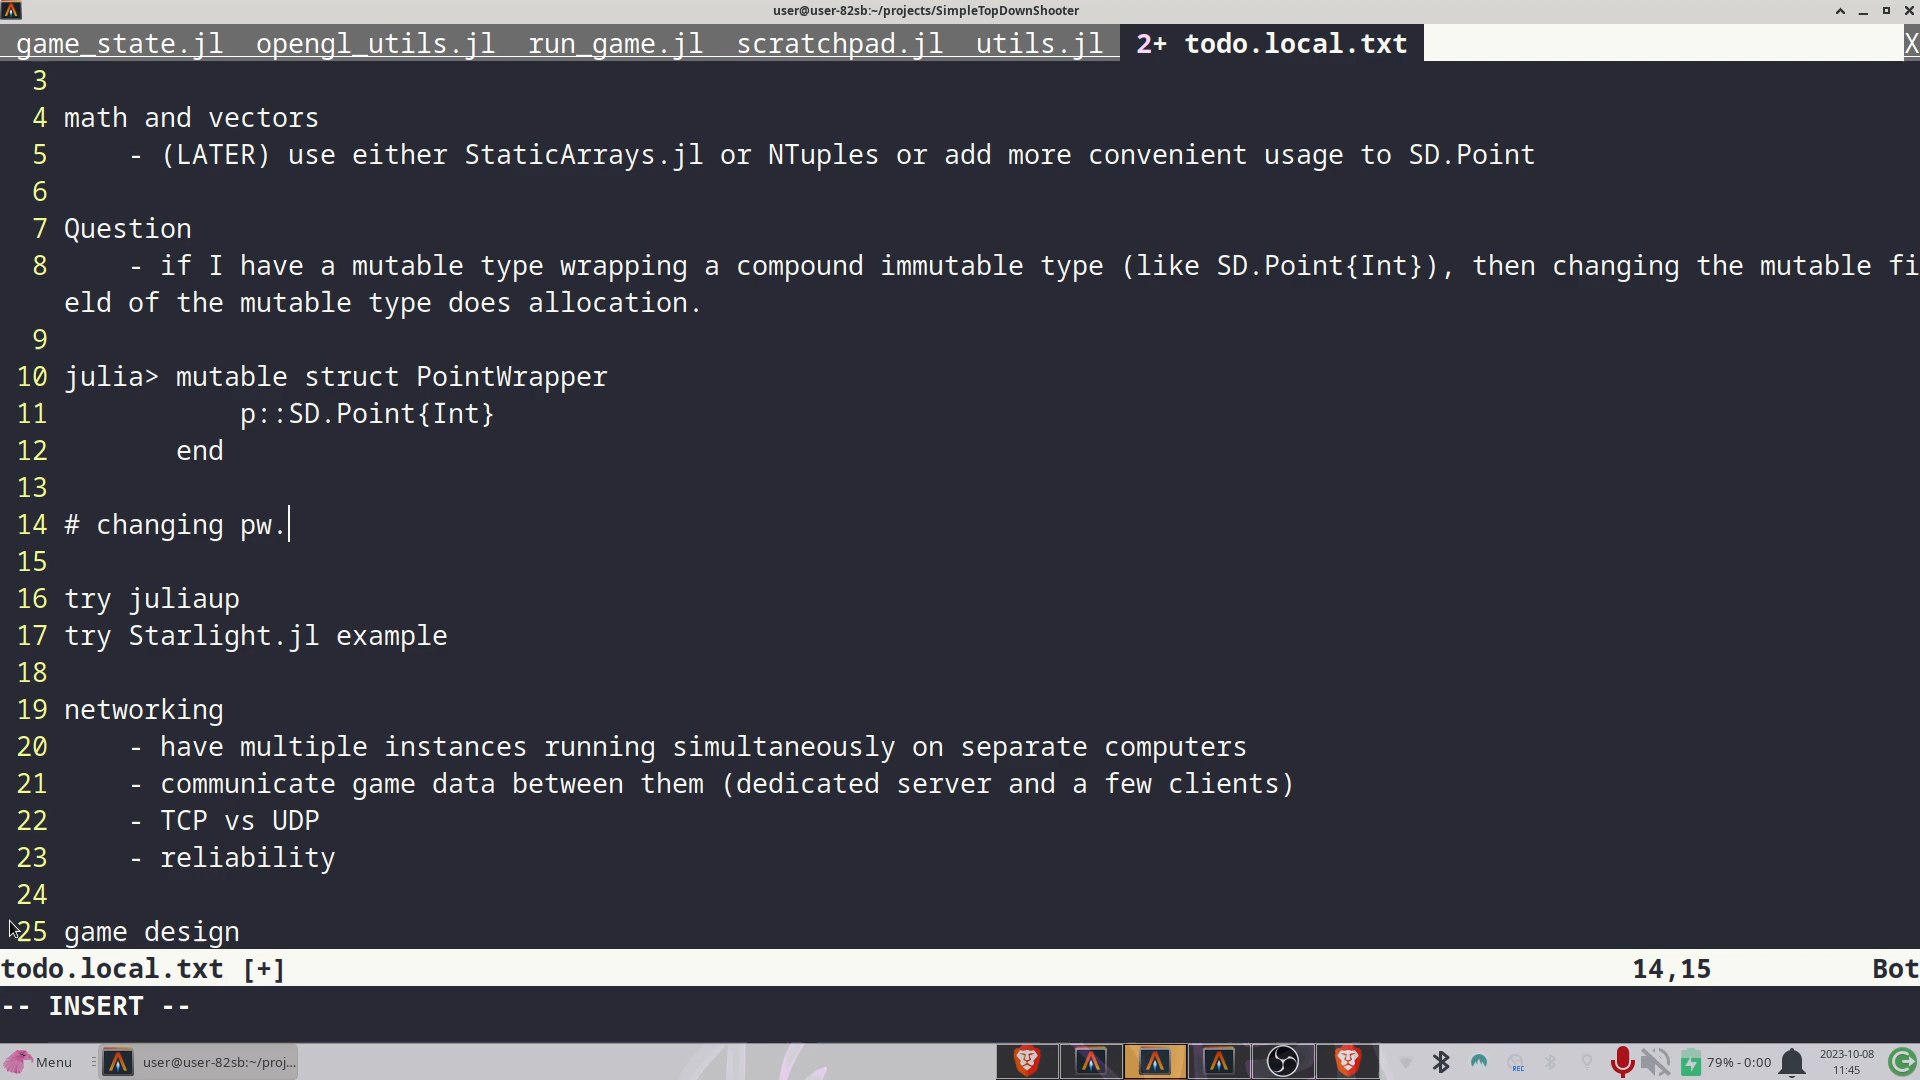 user@user-82sb:~/projects/SimpleTopDownShooter
game_state.jl  opengl_utils.jl  run_game.jl  scratchpad.jl  utils.jl  2+ todo.local.txt  X
3
4 math and vectors
5     - (LATER) use either StaticArrays.jl or NTuples or add more convenient usage to SD.Point
6
7 Question
8     - if I have a mutable type wrapping a compound immutable type (like SD.Point{Int}), then changing the mutable fi
eld of the mutable type does allocation.
9
10 julia> mutable struct PointWrapper
11            p::SD.Point{Int}
12        end
13
14 # changing pw.
15
16 try juliaup
17 try Starlight.jl example
18
19 networking
20     - have multiple instances running simultaneously on separate computers
21     - communicate game data between them (dedicated server and a few clients)
22     - TCP vs UDP
23     - reliability
24
25 game design
todo.local.txt [+]  14,15  Bot
-- INSERT --
Menu  user@user-82sb:~/proj...  REC  79% - 0:00  2023-10-08
11:45